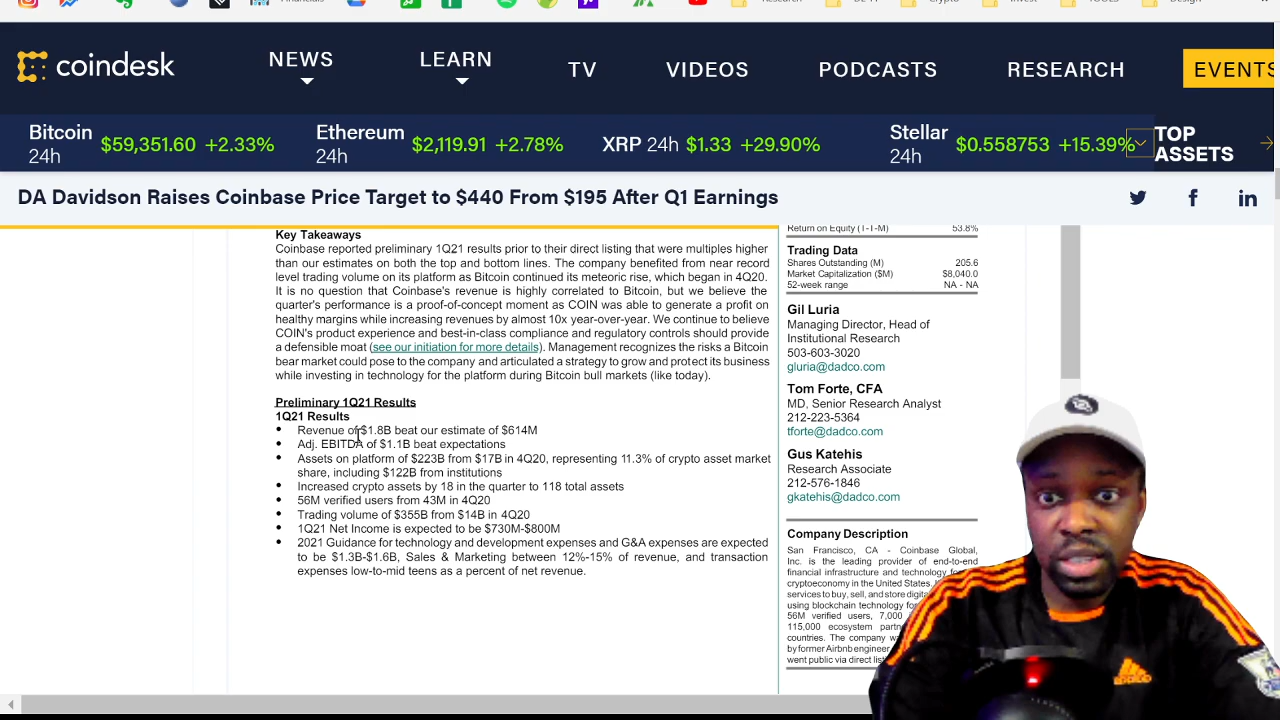 Financials
Research
DEFI
Crypto
Invest
TOOLS
Design
coindesk
NEWS
LEARN
TV
VIDEOS
PODCASTS
RESEARCH
EVENTS
Bitcoin
24h
$59,351.60 +2.33%
Ethereum
24h
$2,119.91 +2.78%
XRP 24h $1.33 +29.90%
Stellar
24h
$0.558753 +15.39%
TOP
ASSETS
DA Davidson Raises Coinbase Price Target to $440 From $195 After Q1 Earnings
Key Takeaways
Coinbase reported preliminary 1Q21 results prior to their direct listing that were multiples higher
than our estimates on both the top and bottom lines. The company benefited from near record
level trading volume on its platform as Bitcoin continued its meteoric rise, which began in 4Q20.
It is no question that Coinbase's revenue is highly correlated to Bitcoin, but we believe the
quarter's performance is a proof-of-concept moment as COIN was able to generate a profit on
healthy margins while increasing revenues by almost 10x year-over-year. We continue to believe
COIN's product experience and best-in-class compliance and regulatory controls should provide
a defensible moat (see our initiation for more details). Management recognizes the risks a Bitcoin
bear market could pose to the company and articulated a strategy to grow and protect its business
while investing in technology for the platform during Bitcoin bull markets (like today).
Preliminary 1Q21 Results
1Q21 Results
• Revenue of $1.8B beat our estimate of $614M
• Adj. EBITDA of $1.1B beat expectations
• Assets on platform of $223B from $17B in 4Q20, representing 11.3% of crypto asset market
share, including $122B from institutions
• Increased crypto assets by 18 in the quarter to 118 total assets
• 56M verified users from 43M in 4Q20
• Trading volume of $355B from $14B in 4Q20
• 1Q21 Net Income is expected to be $730M-$800M
• 2021 Guidance for technology and development expenses and G&A expenses are expected
to be $1.3B-$1.6B, Sales & Marketing between 12%-15% of revenue, and transaction
expenses low-to-mid teens as a percent of net revenue.
Return on Equity (T-T-M) 53.8%
Trading Data
Shares Outstanding (M) 205.6
Market Capitalization ($M) $8,040.0
52-week range NA - NA
Gil Luria
Managing Director, Head of
Institutional Research
503-603-3020
gluria@dadco.com
Tom Forte, CFA
MD, Senior Research Analyst
212-223-5364
tforte@dadco.com
Gus Katehis
Research Associate
212-576-1846
gkatehis@dadco.com
Company Description
San Francisco, CA - Coinbase Global,
Inc. is the leading provider of end-to-end
financial infrastructure and technology for
cryptoeconomy in the United States.
services to buy, sell, and store
using blockchain technology
56M verified users, 7,000
115,000 ecosystem
countries. The company
by former Airbnb engineer
went public via direct